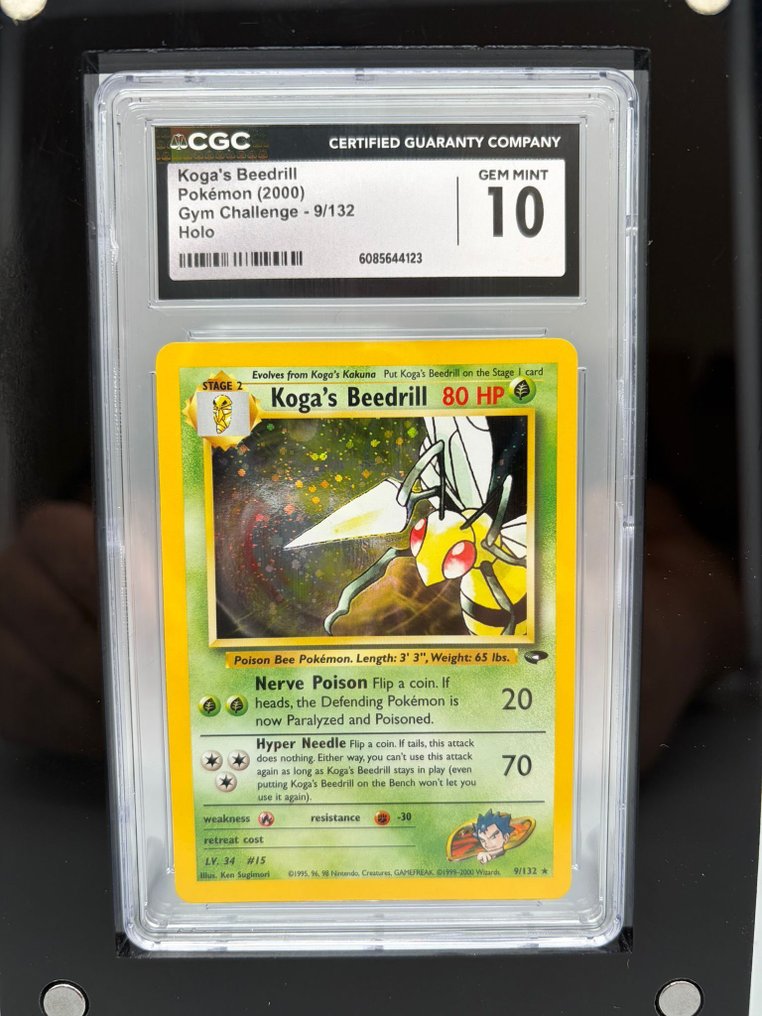 CGC CERTIFIED GUARANTY COMPANY
Koga's Beedrill
Pokémon (2000)
Gym Challenge - 9/132
Holo
GEM MINT
10
6085644123
Evolves from Koga's Kakuna Put Koga's Beedrill on the Stage 1 card
STAGE 2
Koga's Beedrill 80 HP
Poison Bee Pokémon. Length: 3' 3", Weight: 65 lbs.
Nerve Poison Flip a coin. If
heads, the Defending Pokémon is
now Paralyzed and Poisoned.
20
Hyper Needle Flip a coin. If tails, this attack
does nothing. Either way, you can't use this attack
again as long as Koga's Beedrill stays in play (even
putting Koga's Beedrill on the Bench won't let you
use it again).
70
weakness resistance -30
retreat cost
LV. 34 #15
Illus. Ken Sugimori ©1995, 96, 98 Nintendo, Creatures, GAMEFREAK. ©1999-2000 Wizards. 9/132 ★